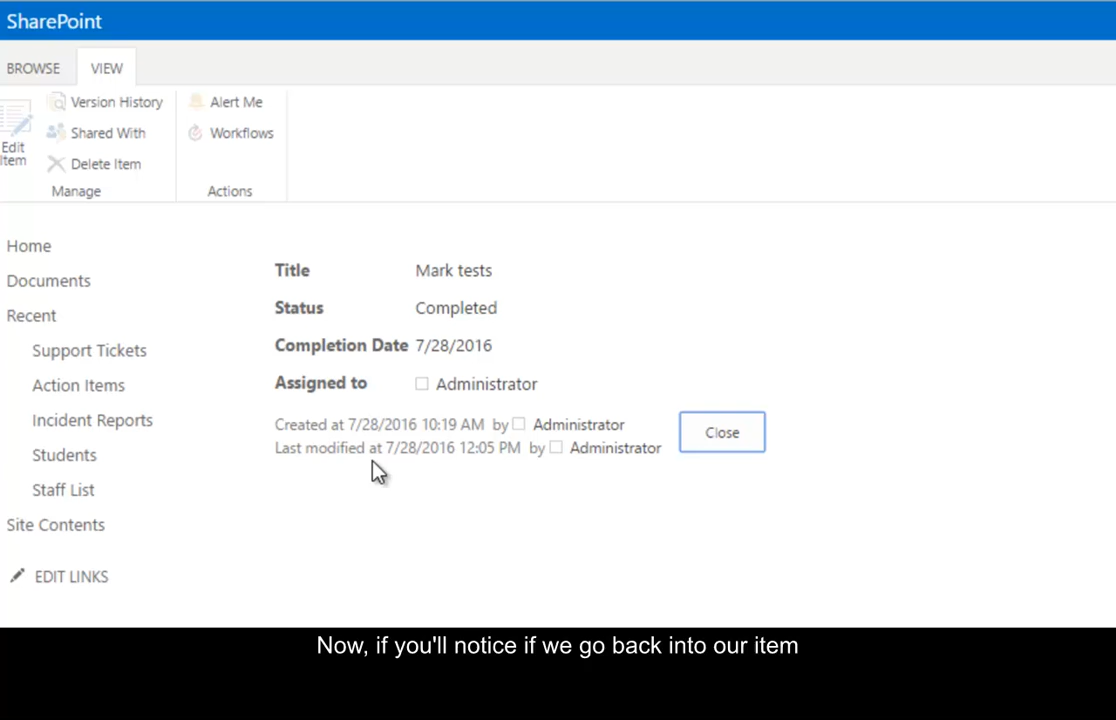 SharePoint
BROWSE VIEW
Edit Item
Version History
Shared With
Delete Item
Manage
Alert Me
Workflows
Actions
Home
Documents
Recent
Support Tickets
Action Items
Incident Reports
Students
Staff List
Site Contents
EDIT LINKS
Title Mark tests
Status Completed
Completion Date 7/28/2016
Assigned to Administrator
Created at 7/28/2016 10:19 AM by Administrator
Last modified at 7/28/2016 12:05 PM by Administrator
Close
Now, if you'll notice if we go back into our item